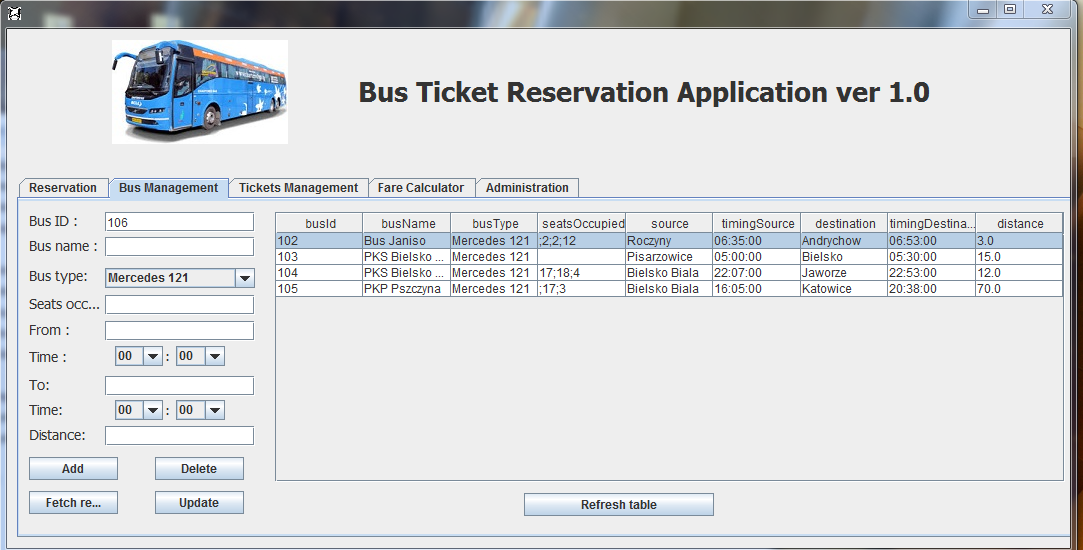 Bus Ticket Reservation Application ver 1.0
Reservation Bus Management Tickets Management Fare Calculator Administration
Bus ID : 106
Bus name :
Bus type: Mercedes 121
Seats occ...
From :
Time : 00 : 00
To:
Time: 00 : 00
Distance:
Add Delete
Fetch re... Update
busId busName busType seatsOccupied source timingSource destination timingDestina... distance
102 Bus Janiso Mercedes 121 ;2;2;12 Roczyny 06:35:00 Andrychow 06:53:00 3.0
103 PKS Bielsko ... Mercedes 121 Pisarzowice 05:00:00 Bielsko 05:30:00 15.0
104 PKS Bielsko ... Mercedes 121 17;18;4 Bielsko Biala 22:07:00 Jaworze 22:53:00 12.0
105 PKP Pszczyna Mercedes 121 ;17;3 Bielsko Biala 16:05:00 Katowice 20:38:00 70.0
Refresh table